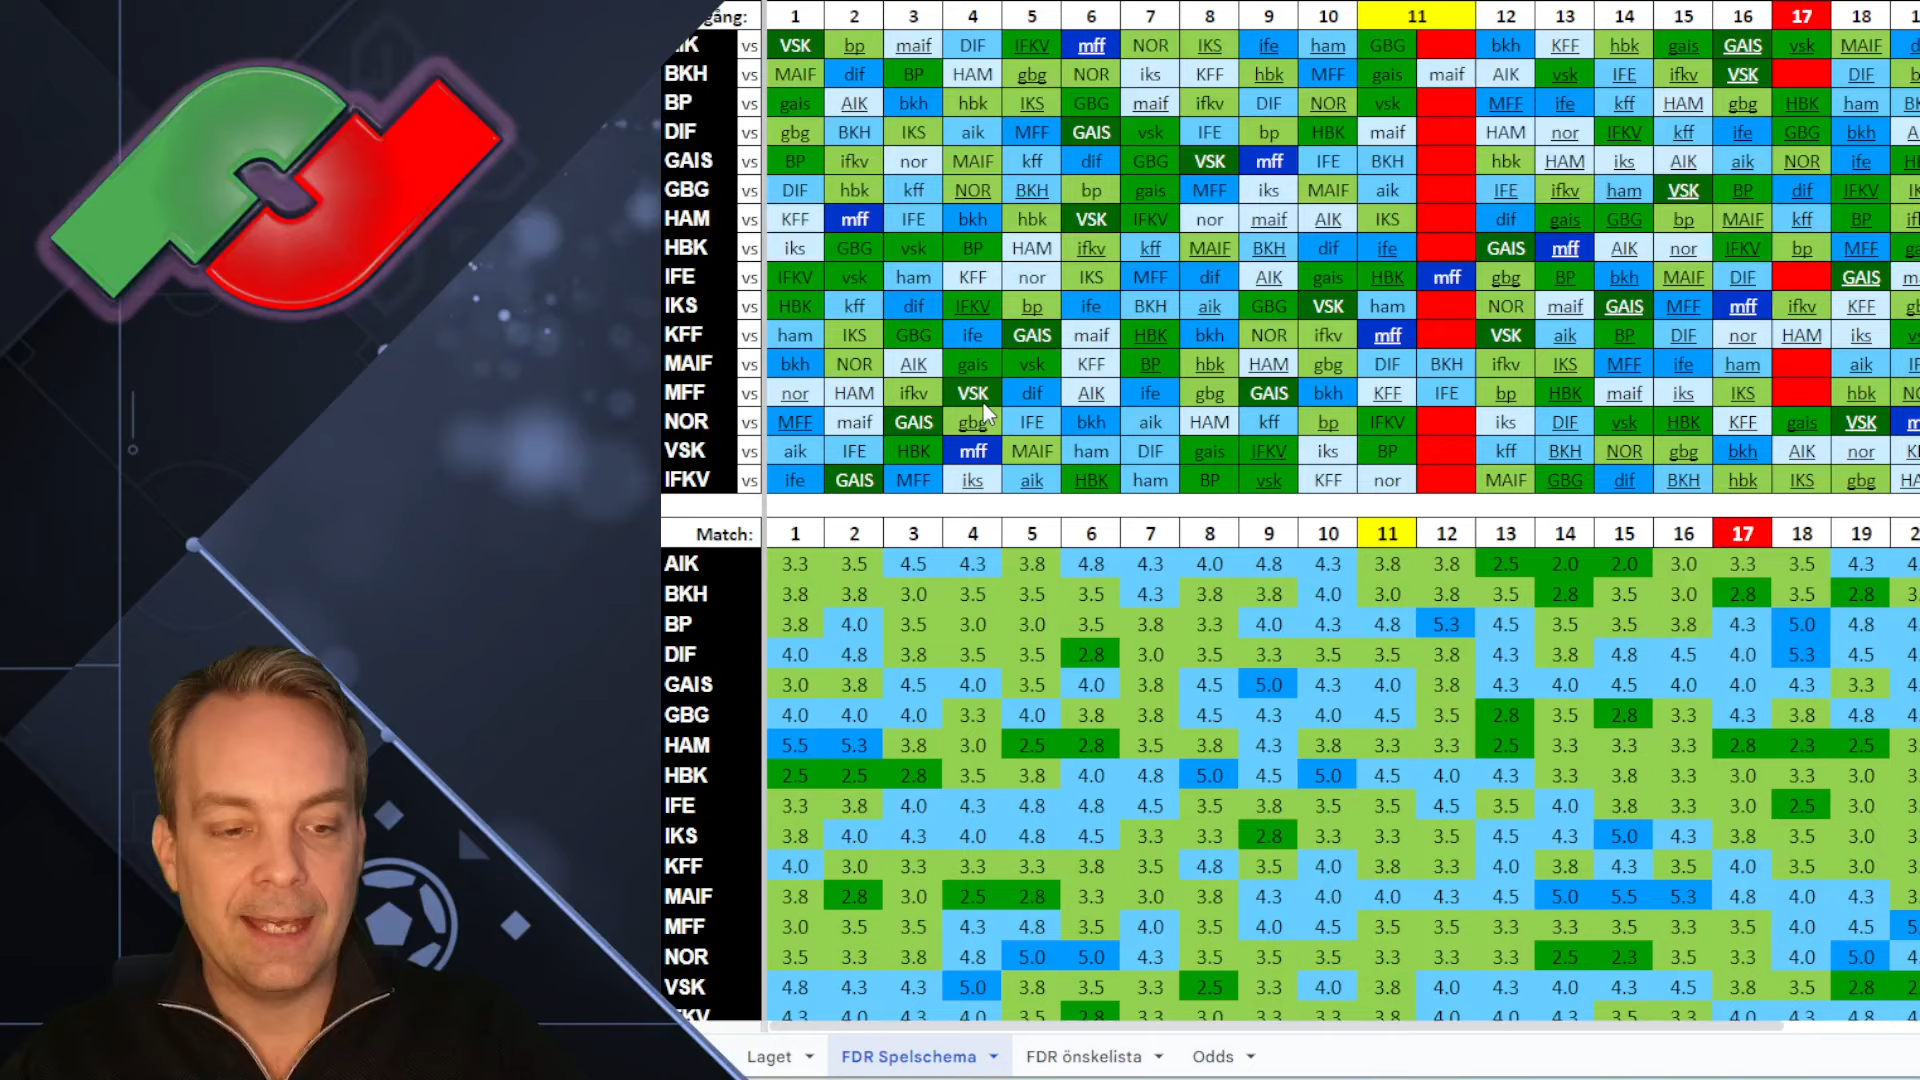 gång: 1 2 3 4 5 6 7 8 9 10 11 12 13 14 15 16 17 18
vs VSK bp maif DIF IFKV mff NOR IKS ife ham GBG bkh KFF hbk gais GAIS vsk MAIF
BKH vs MAIF dif BP HAM gbg NOR iks KFF hbk MFF gais maif AIK vsk IFE ifkv VSK DIF
BP vs gais AIK bkh hbk IKS GBG maif ifkv DIF NOR vsk MFF ife kff HAM gbg HBK ham
DIF vs gbg BKH IKS aik MFF GAIS vsk IFE bp HBK maif HAM nor IFKV kff ife GBG bkh
GAIS vs BP ifkv nor MAIF kff dif GBG VSK mff IFE BKH hbk HAM iks AIK aik NOR ife
GBG vs DIF hbk kff NOR BKH bp gais MFF iks MAIF aik IFE ifkv ham VSK BP dif IFKV
HAM vs KFF mff IFE bkh hbk VSK IFKV nor maif AIK IKS dif gais GBG bp MAIF kff BP
HBK vs iks GBG vsk BP HAM ifkv kff MAIF BKH dif ife GAIS mff AIK nor IFKV bp MFF
IFE vs IFKV vsk ham KFF nor IKS MFF dif AIK gais HBK mff gbg BP bkh MAIF DIF GAIS
IKS vs HBK kff dif IFKV bp ife BKH aik GBG VSK ham NOR maif GAIS MFF mff ifkv KFF
KFF vs ham IKS GBG ife GAIS maif HBK bkh NOR ifkv mff VSK aik BP DIF nor HAM iks
MAIF vs bkh NOR AIK gais vsk KFF BP hbk HAM gbg DIF BKH ifkv IKS MFF ife ham aik
MFF vs nor HAM ifkv VSK dif AIK ife gbg GAIS bkh KFF IFE bp HBK maif iks IKS hbk
NOR vs MFF maif GAIS gbg IFE bkh aik HAM kff bp IFKV iks DIF vsk HBK KFF gais VSK
VSK vs aik IFE HBK mff MAIF ham DIF gais IFKV iks BP kff BKH NOR gbg bkh AIK nor
IFKV vs ife GAIS MFF iks aik HBK ham BP vsk KFF nor MAIF GBG dif BKH hbk IKS gbg
Match: 1 2 3 4 5 6 7 8 9 10 11 12 13 14 15 16 17 18 19
AIK 3.3 3.5 4.5 4.3 3.8 4.8 4.3 4.0 4.8 4.3 3.8 3.8 2.5 2.0 2.0 3.0 3.3 3.5 4.3
BKH 3.8 3.8 3.0 3.5 3.5 3.5 4.3 3.8 3.8 4.0 3.0 3.8 3.5 2.8 3.5 3.0 2.8 3.5 2.8
BP 3.8 4.0 3.5 3.0 3.0 3.5 3.8 3.3 4.0 4.3 4.8 5.3 4.5 3.5 3.5 3.8 4.3 5.0 4.8
DIF 4.0 4.8 3.8 3.5 3.5 2.8 3.0 3.5 3.3 3.5 3.5 3.8 4.3 3.8 4.8 4.5 4.0 5.3 4.5
GAIS 3.0 3.8 4.5 4.0 3.5 4.0 3.8 4.5 5.0 4.3 4.0 3.8 4.3 4.0 4.5 4.0 4.0 4.3 3.3
GBG 4.0 4.0 4.0 3.3 4.0 3.8 3.8 4.5 4.3 4.0 4.5 3.5 2.8 3.5 2.8 3.3 4.3 3.8 4.8
HAM 5.5 5.3 3.8 3.0 2.5 2.8 3.5 3.8 4.3 3.8 3.3 3.3 2.5 3.3 3.3 3.3 2.8 2.3 2.5
HBK 2.5 2.5 2.8 3.5 3.8 4.0 4.8 5.0 4.5 5.0 4.5 4.0 4.3 3.3 3.8 3.3 3.0 3.3 3.0
IFE 3.3 3.8 4.0 4.3 4.8 4.8 4.5 3.5 3.8 3.5 3.5 4.5 3.5 4.0 3.8 3.3 3.0 2.5 3.0
IKS 3.8 4.0 4.3 4.0 4.8 4.5 3.3 3.3 2.8 3.3 3.3 3.5 4.5 4.3 5.0 4.3 3.8 3.5 3.0
KFF 4.0 3.0 3.3 3.3 3.3 3.8 3.5 4.8 3.5 4.0 3.8 3.3 4.0 3.8 4.3 3.5 4.0 3.5 3.0
MAIF 3.8 2.8 3.0 2.5 2.8 3.3 3.0 3.8 4.3 4.0 4.0 4.3 4.5 5.0 5.5 5.3 4.8 4.0 4.3
MFF 3.0 3.5 3.5 4.3 4.8 3.5 4.0 3.5 4.0 4.5 3.5 3.5 3.3 3.3 3.5 3.3 3.5 4.0 4.5
NOR 3.5 3.3 3.8 4.8 5.0 5.0 4.3 3.5 3.5 3.5 3.3 3.3 3.3 2.5 2.3 3.5 3.3 4.0 5.0
VSK 4.8 4.3 4.3 5.0 3.8 3.5 3.3 2.5 3.3 4.0 3.8 4.0 4.3 4.0 4.3 4.5 3.8 3.5 2.8
4.3 4.0 4.3 4.0 3.5 2.8 3.0 3.0 3.3 3.3 3.8 4.0 4.0 4.3 3.5 3.3 4.0 4.3 4.8
Laget FDR Spelschema FDR önskelista Odds